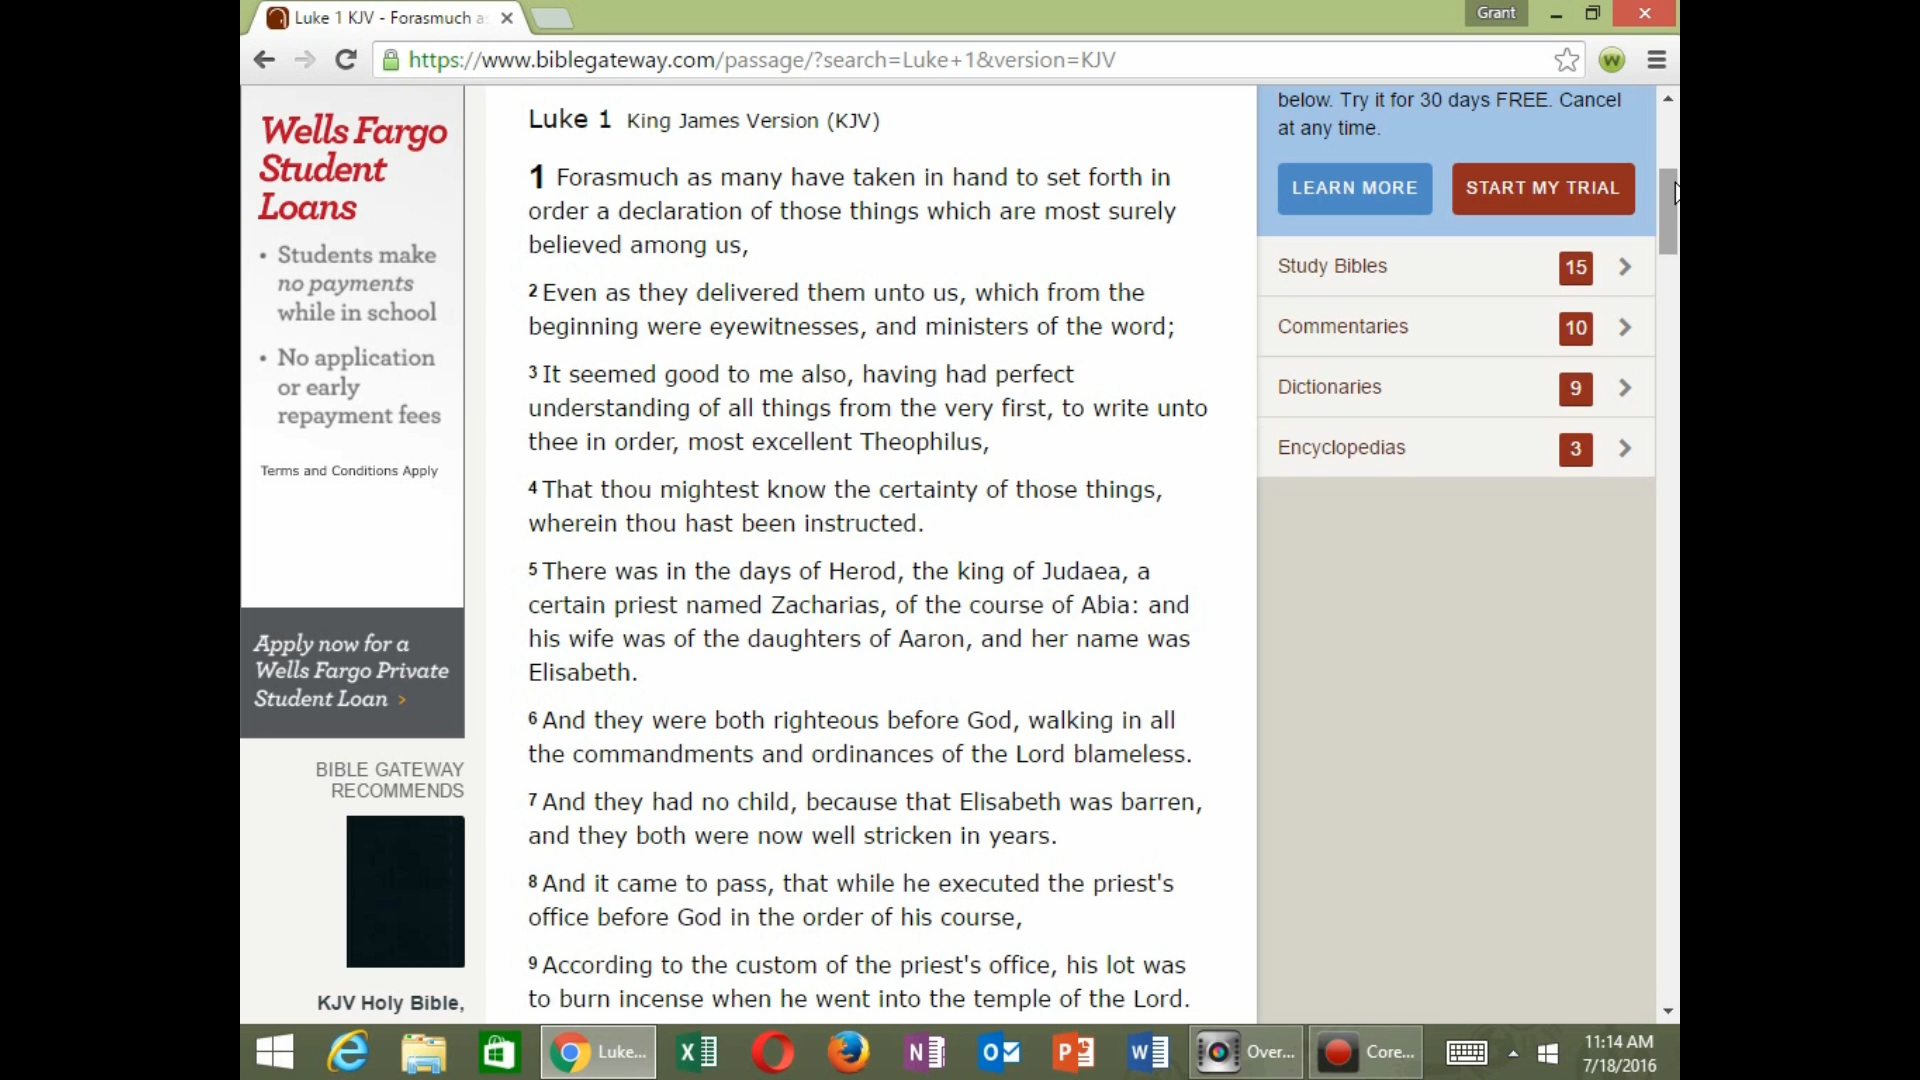 Luke 1 KJV - Forasmuch as
Grant
https://www.biblegateway.com/passage/?search=Luke+1&version=KJV
Wells Fargo
Student
Loans
• Students make
no payments
while in school
• No application
or early
repayment fees
Terms and Conditions Apply
Apply now for a
Wells Fargo Private
Student Loan >
BIBLE GATEWAY
RECOMMENDS
KJV Holy Bible,
Luke 1 King James Version (KJV)
1 Forasmuch as many have taken in hand to set forth in
order a declaration of those things which are most surely
believed among us,
2 Even as they delivered them unto us, which from the
beginning were eyewitnesses, and ministers of the word;
3 It seemed good to me also, having had perfect
understanding of all things from the very first, to write unto
thee in order, most excellent Theophilus,
4 That thou mightest know the certainty of those things,
wherein thou hast been instructed.
5 There was in the days of Herod, the king of Judaea, a
certain priest named Zacharias, of the course of Abia: and
his wife was of the daughters of Aaron, and her name was
Elisabeth.
6 And they were both righteous before God, walking in all
the commandments and ordinances of the Lord blameless.
7 And they had no child, because that Elisabeth was barren,
and they both were now well stricken in years.
8 And it came to pass, that while he executed the priest's
office before God in the order of his course,
9 According to the custom of the priest's office, his lot was
to burn incense when he went into the temple of the Lord.
below. Try it for 30 days FREE. Cancel
at any time.
LEARN MORE
START MY TRIAL
Study Bibles 15
Commentaries 10
Dictionaries 9
Encyclopedias 3
Luke...
Over...
Core...
11:14 AM
7/18/2016